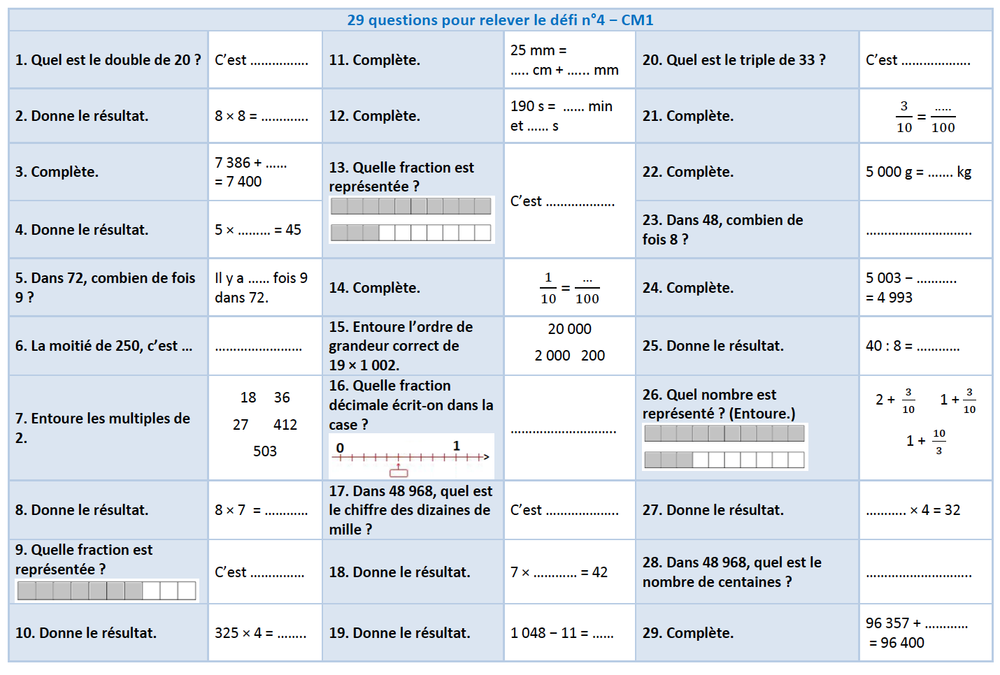 29 questions pour relever le défi n°4 – CM1
1. Quel est le double de 20 ?
C’est …………….
2. Donne le résultat.
8 × 8 = ………….
3. Complète.
7 386 + ……
= 7 400
4. Donne le résultat.
5 × ……… = 45
5. Dans 72, combien de fois
9 ?
Il y a …… fois 9
dans 72.
6. La moitié de 250, c’est …
……………………
7. Entoure les multiples de
2.
18 36
27 412
503
8. Donne le résultat.
8 × 7 = …………
9. Quelle fraction est
représentée ?
C’est ……………
10. Donne le résultat.
325 × 4 = ……..
11. Complète.
25 mm =
….. cm + …... mm
12. Complète.
190 s = …… min
et …… s
13. Quelle fraction est
représentée ?
C’est ……………….
14. Complète.
1/10 = …/100
15. Entoure l’ordre de
grandeur correct de
19 × 1 002.
20 000
2 000 200
16. Quelle fraction
décimale écrit-on dans la
case ?
0 1
………………………..
17. Dans 48 968, quel est
le chiffre des dizaines de
mille ?
C’est ………………..
18. Donne le résultat.
7 × ………… = 42
19. Donne le résultat.
1 048 – 11 = ……
20. Quel est le triple de 33 ?
C’est ……………….
21. Complète.
3/10 = …../100
22. Complète.
5 000 g = ……. kg
23. Dans 48, combien de
fois 8 ?
………………………..
24. Complète.
5 003 – ………..
= 4 993
25. Donne le résultat.
40 : 8 = …………
26. Quel nombre est
représenté ? (Entoure.)
2 + 3/10 1 + 3/10
1 + 10/3
27. Donne le résultat.
……….. × 4 = 32
28. Dans 48 968, quel est le
nombre de centaines ?
………………………..
29. Complète.
96 357 + …………
= 96 400